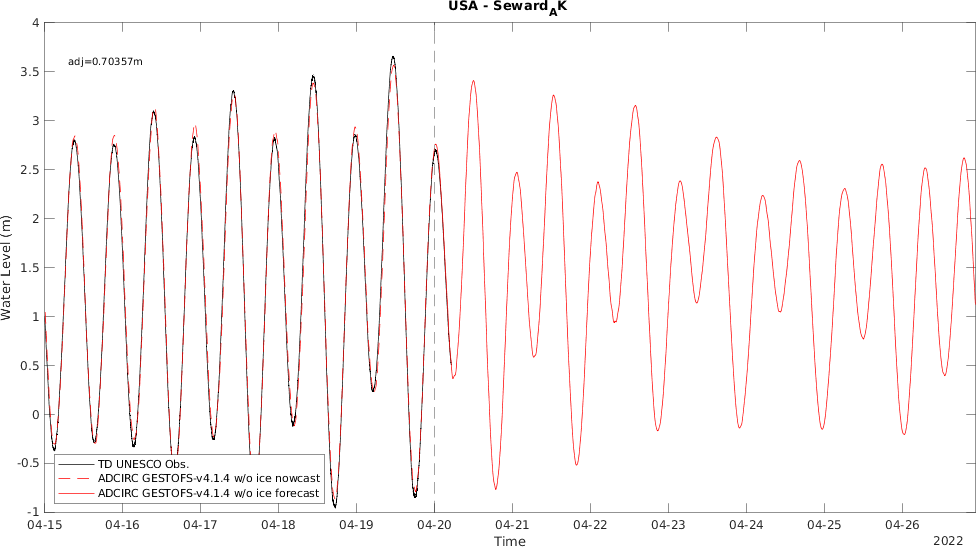 USA - Seward_AK
4
adj=0.70357m
3.5
3
2.5
2
1.5
1
0.5
0
-0.5
-1
Water Level (m)
TD UNESCO Obs.
ADCIRC GESTOFS-v4.1.4 w/o ice nowcast
ADCIRC GESTOFS-v4.1.4 w/o ice forecast
04-15 04-16 04-17 04-18 04-19 04-20 04-21 04-22 04-23 04-24 04-25 04-26
Time
2022